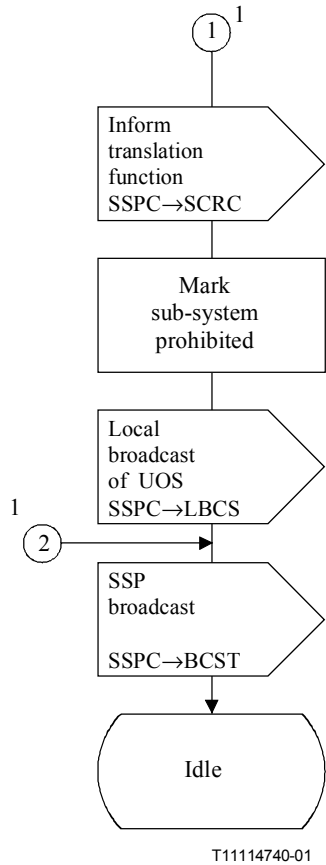 1
1
Inform
translation
function
SSPC→SCRC
Mark
sub-system
prohibited
Local
broadcast
of UOS
SSPC→LBCS
1
2
SSP
broadcast
SSPC→BCST
Idle
T11114740-01